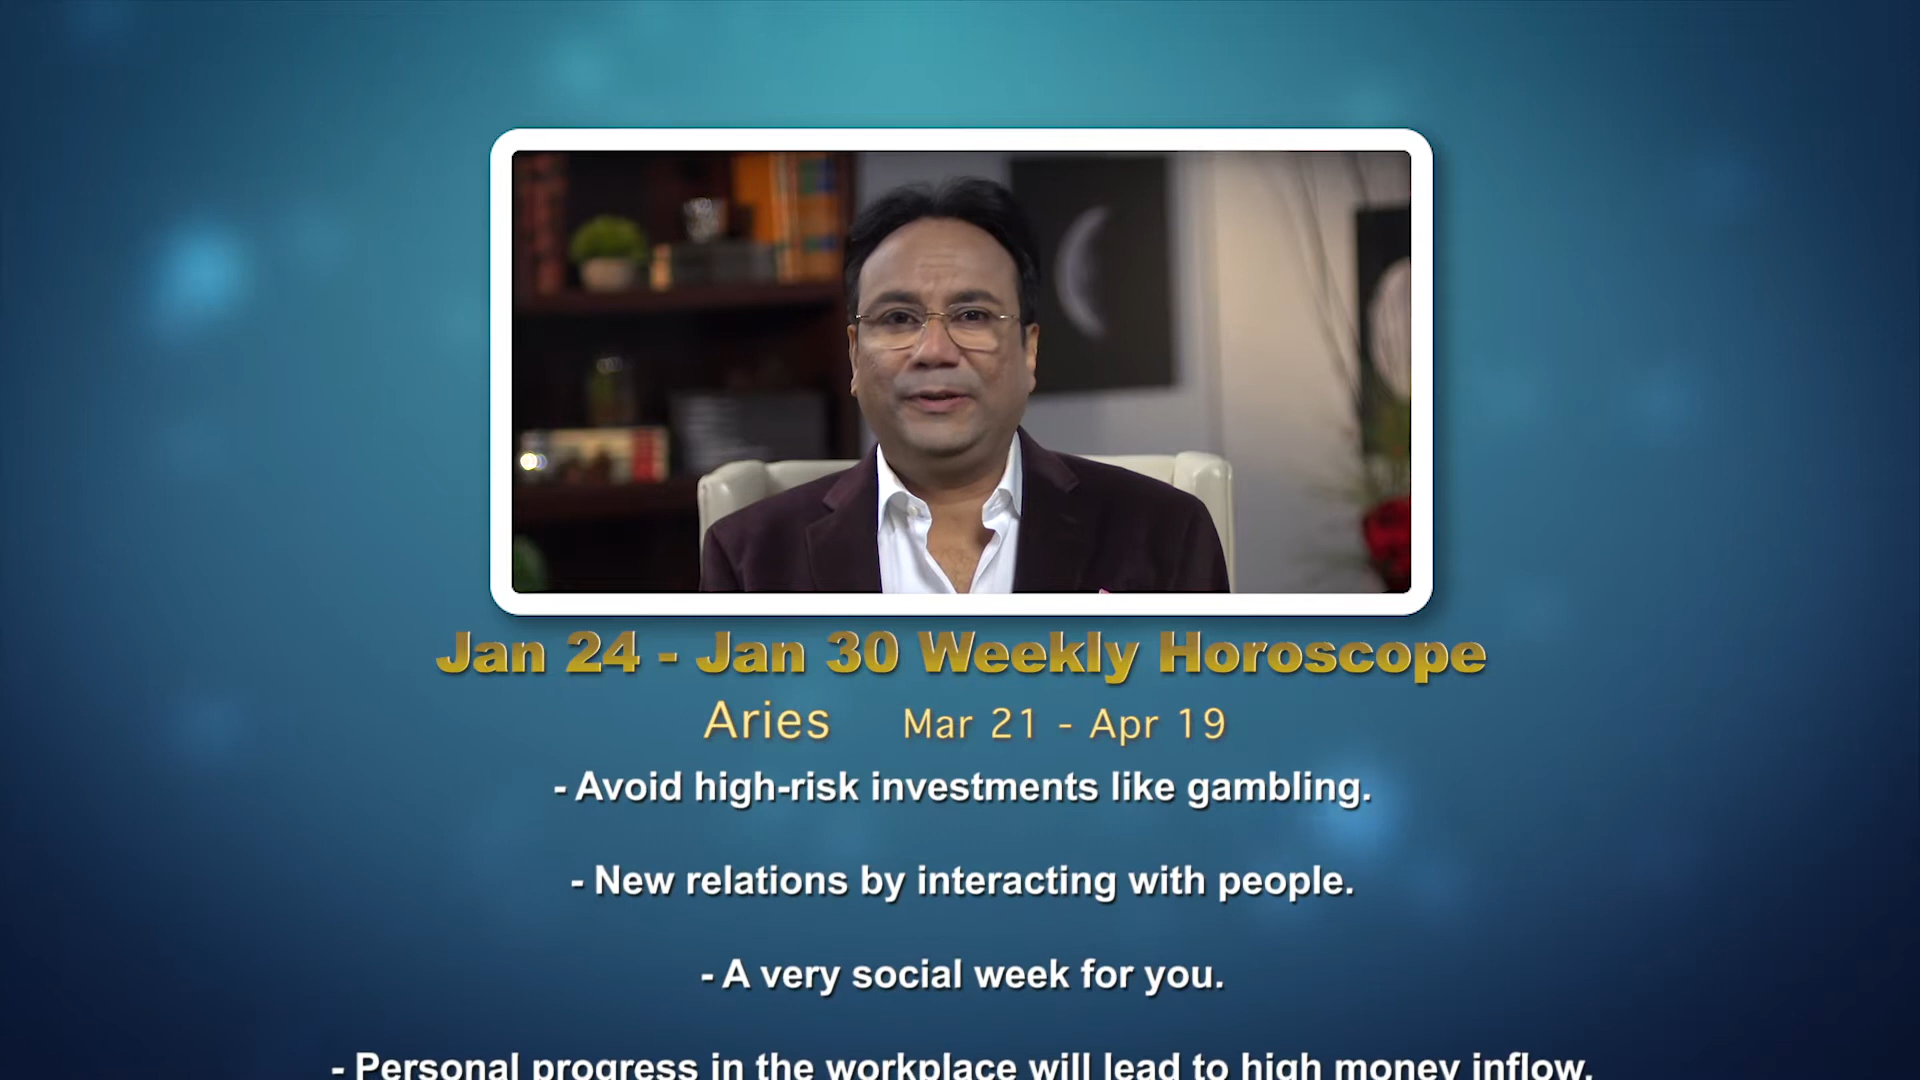 Jan 24 - Jan 30 Weekly Horoscope
Aries Mar 21 - Apr 19
- Avoid high-risk investments like gambling.
- New relations by interacting with people.
- A very social week for you.
- Personal progress in the workplace will lead to high money inflow.